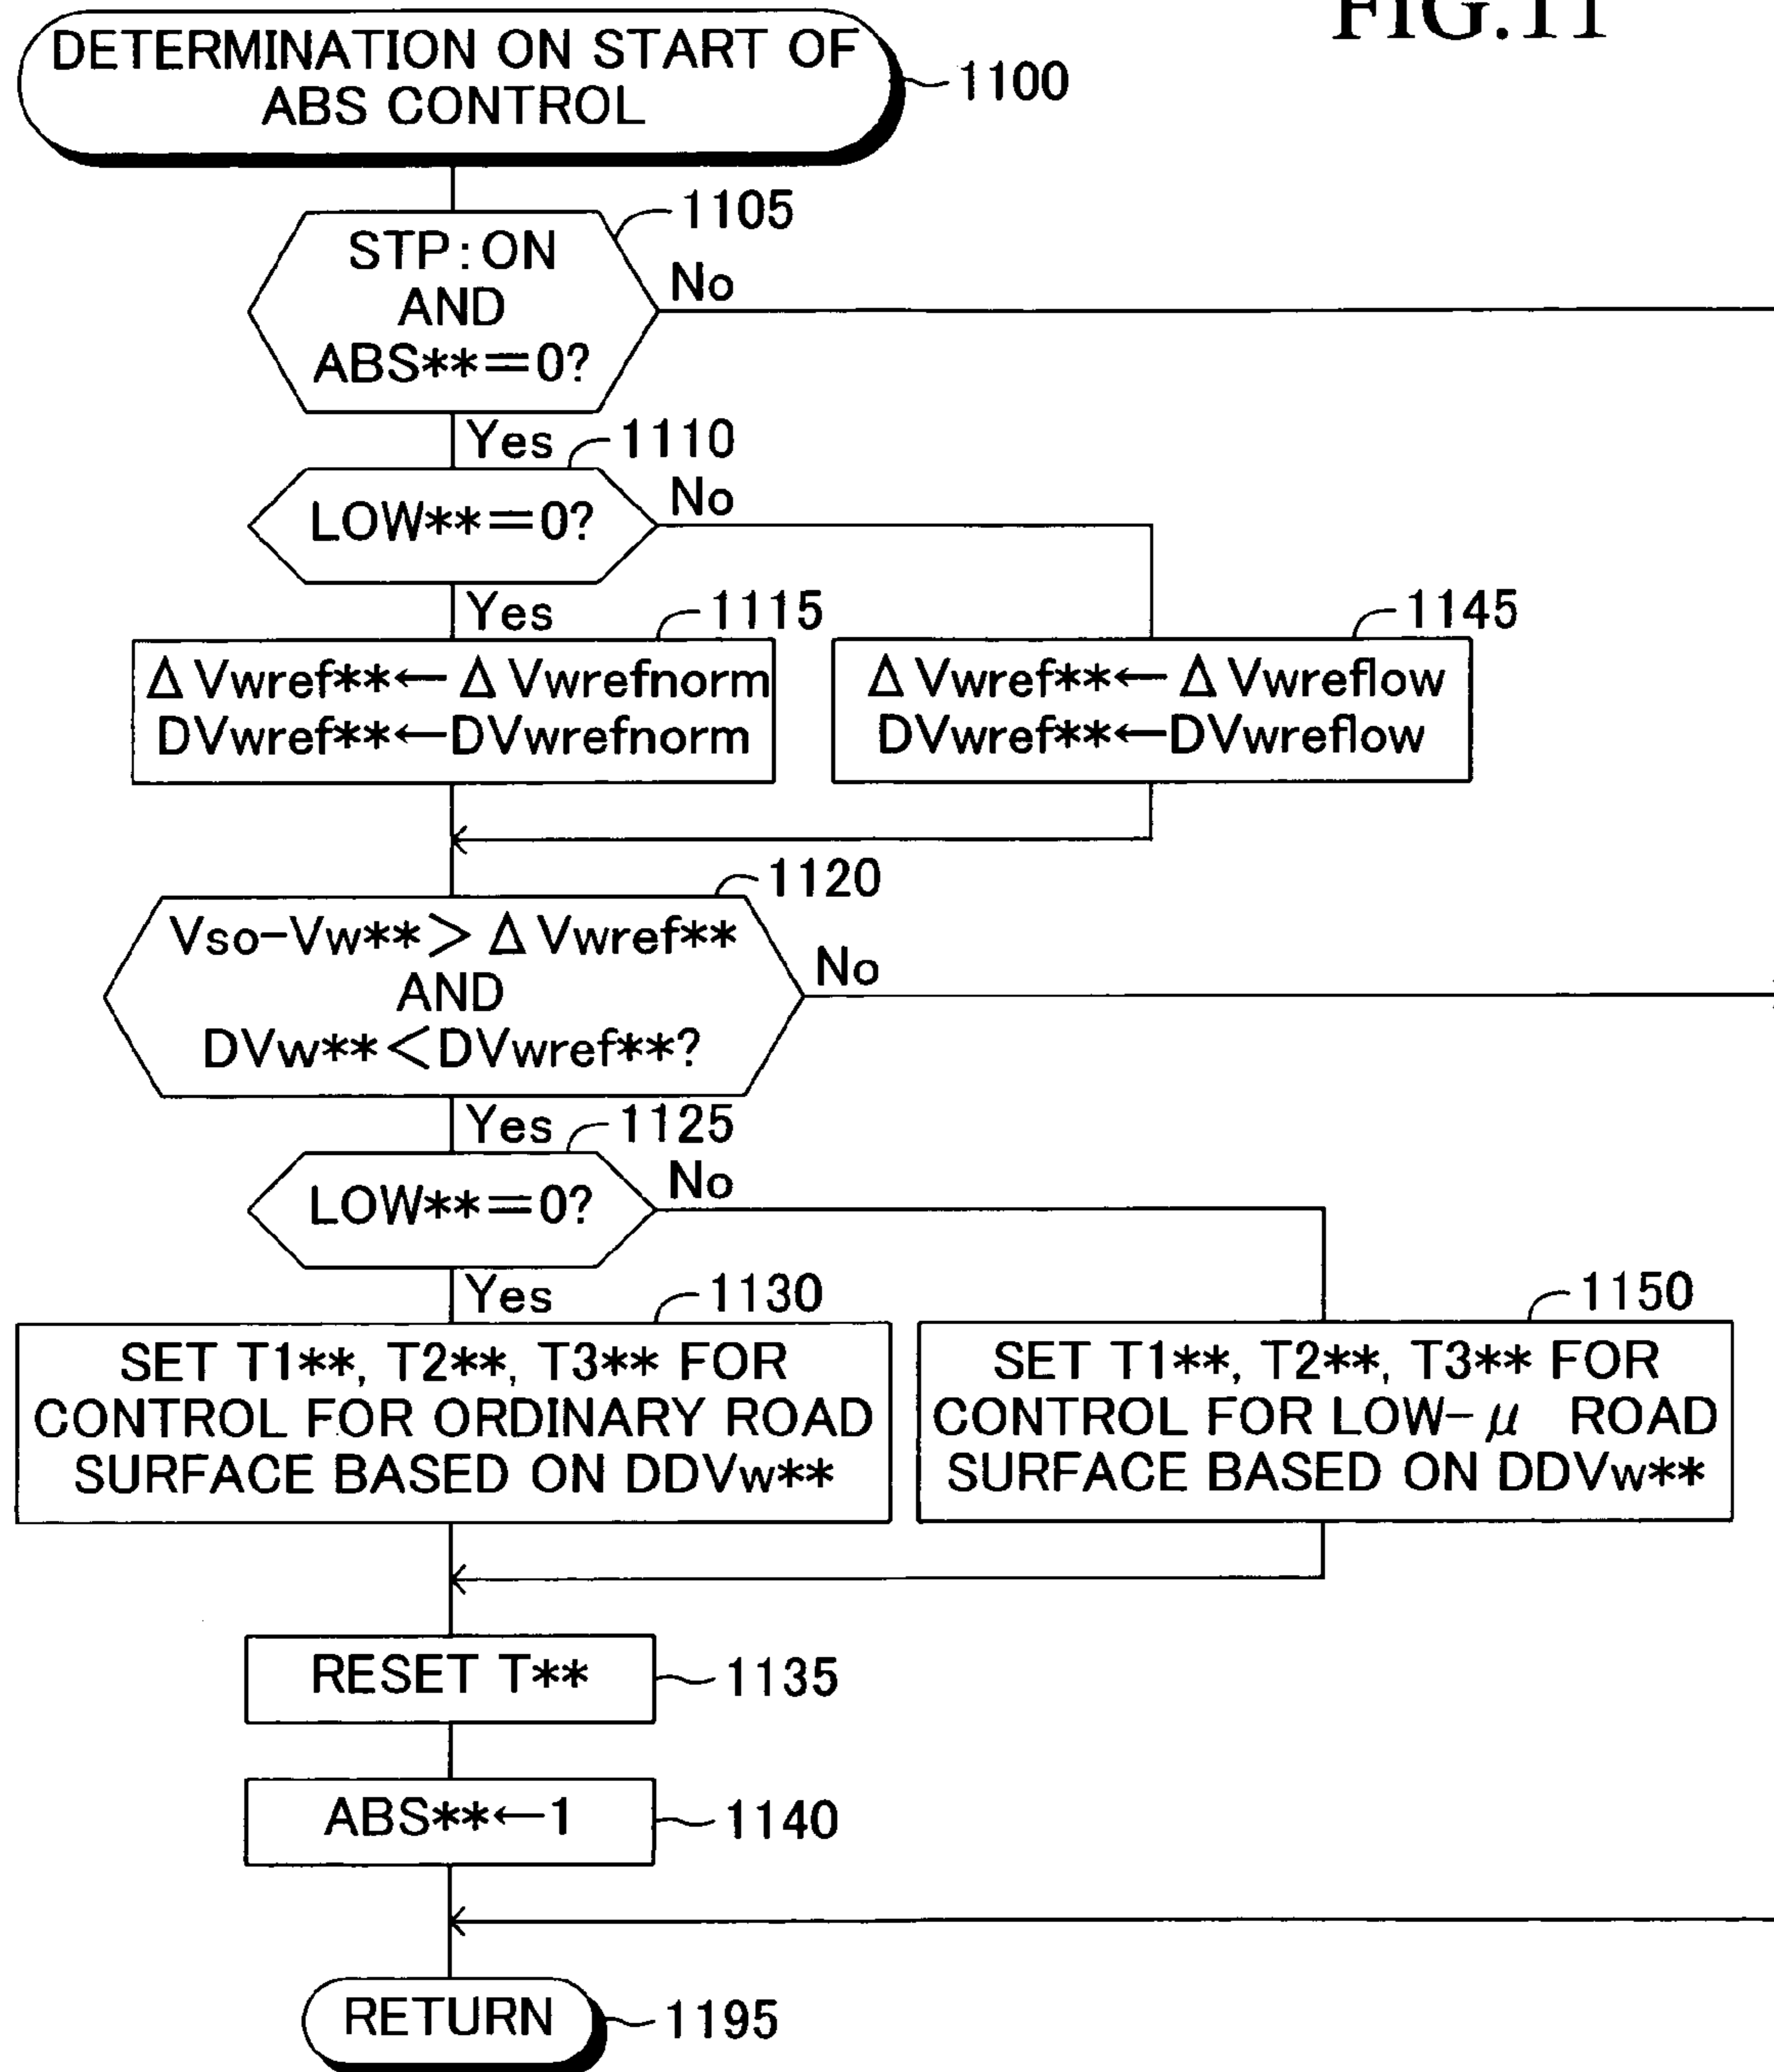 FIG.11
DETERMINATION ON START OF
ABS CONTROL
1100
1105
STP:ON
AND
ABS**=0?
No
Yes
1110
LOW**=0?
No
Yes
1115
ΔVwref**←ΔVwrefnorm
DVwref**←DVwrefnorm
1145
ΔVwref**←ΔVwreflow
DVwref**←DVwreflow
1120
Vso-Vw**>ΔVwref**
AND
DVw**<DVwref**?
No
Yes
1125
LOW**=0?
No
Yes
1130
SET T1**, T2**, T3** FOR
CONTROL FOR ORDINARY ROAD
SURFACE BASED ON DDVw**
1150
SET T1**, T2**, T3** FOR
CONTROL FOR LOW-μ ROAD
SURFACE BASED ON DDVw**
RESET T**
1135
ABS**←1
1140
RETURN
1195